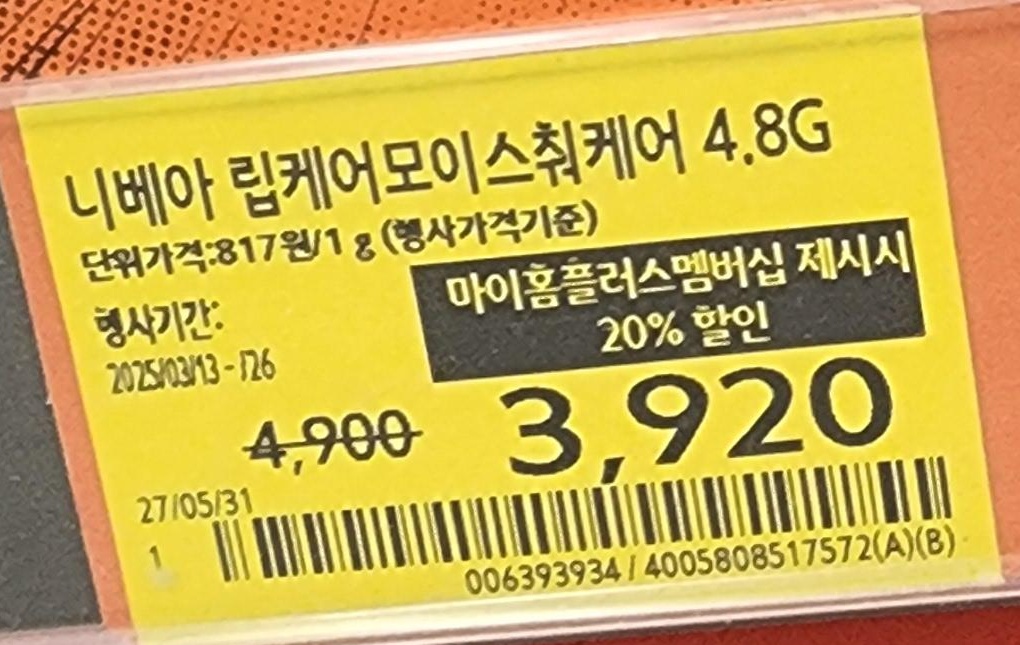 니베아 립케어모이스춰케어 4.8G
단위가격:817원/1 g (행사가격기준)
마이홈플러스멤버십 제시시
20% 할인
행사기간:
2025/03/13 - /26
4,900
3,920
27/05/31
1
006393934 / 4005808517572(A)(B)